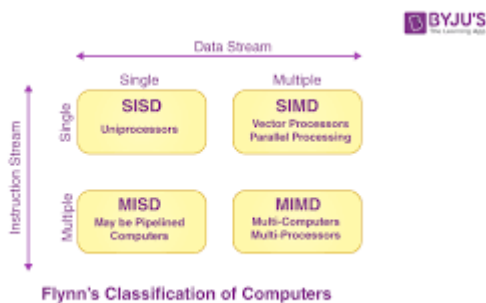 BYJU'S
The Learning App
Data Stream
Single
Multiple
Instruction Stream
Single
SISD
Uniprocessors
SIMD
Vector Processors
Parallel Processing
Multiple
MISD
May be Pipelined
Computers
MIMD
Multi-Computers
Multi-Processors
Flynn's Classification of Computers